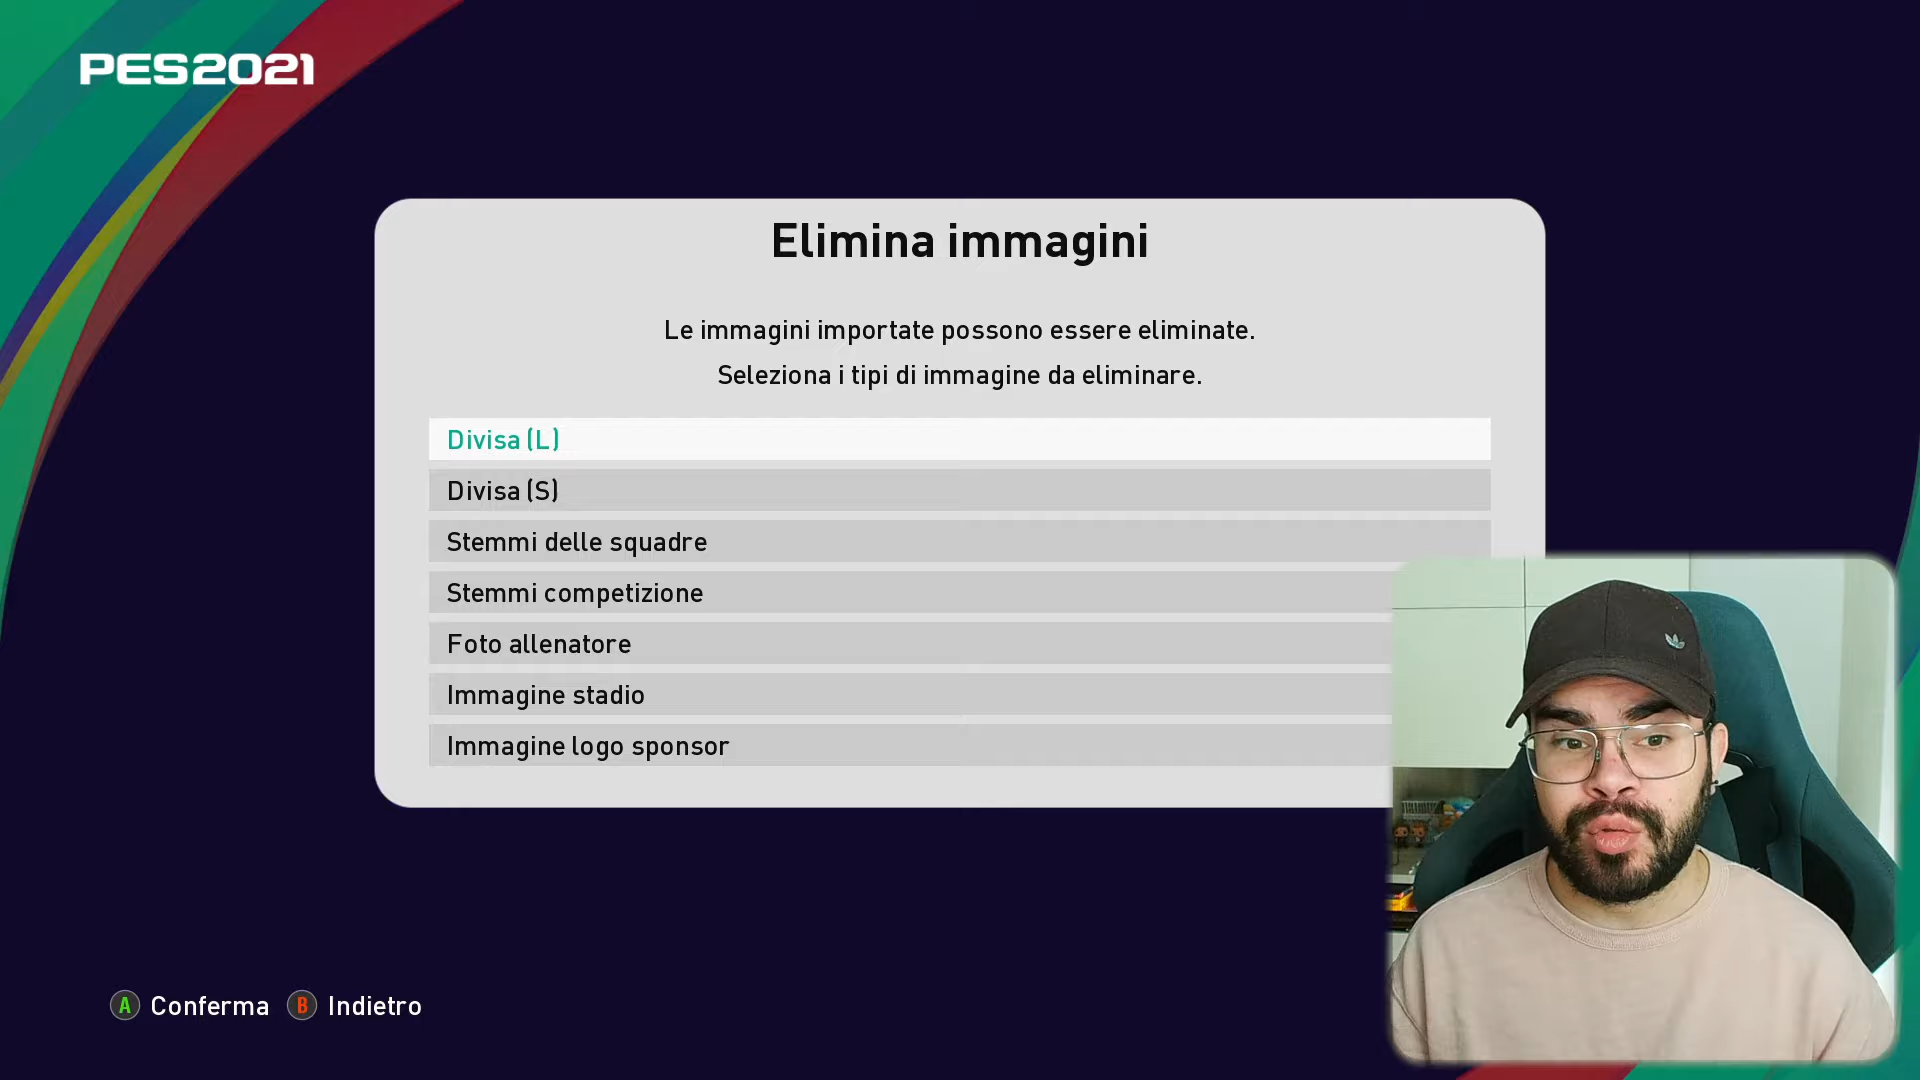 PES2021
Elimina immagini
Le immagini importate possono essere eliminate.
Seleziona i tipi di immagine da eliminare.
Divisa (L)
Divisa (S)
Stemmi delle squadre
Stemmi competizione
Foto allenatore
Immagine stadio
Immagine logo sponsor
A Conferma B Indietro